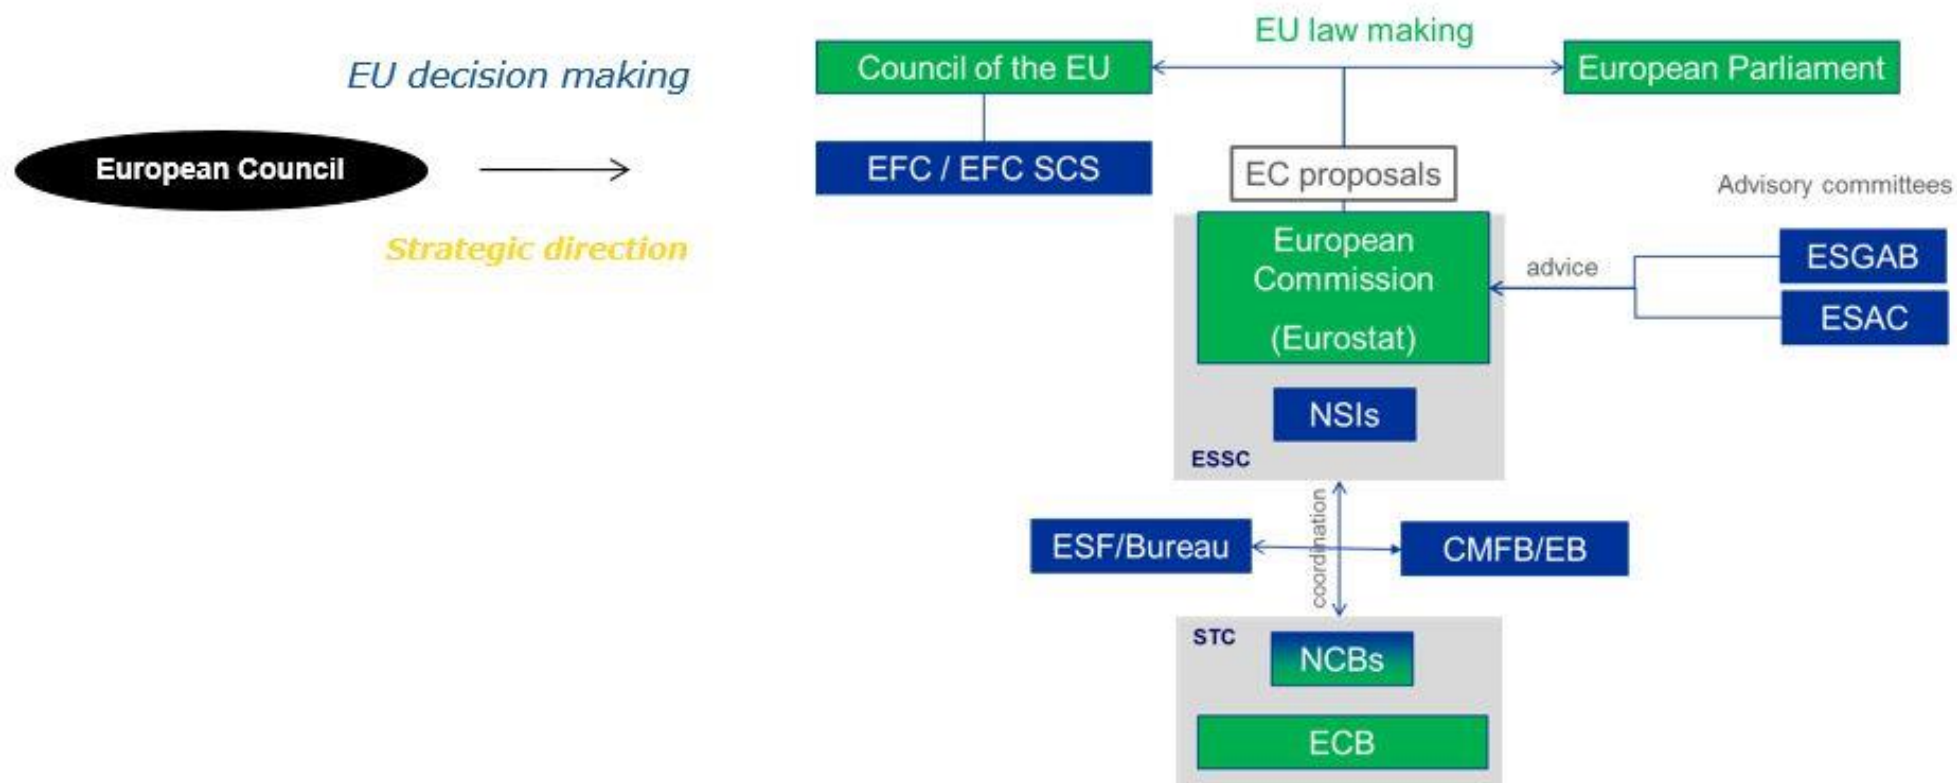 EU decision making
European Council
Strategic direction
EU law making
Council of the EU
European Parliament
EFC / EFC SCS
EC proposals
Advisory committees
European
Commission
(Eurostat)
advice
ESGAB
ESAC
NSIs
ESSC
coordination
ESF/Bureau
CMFB/EB
STC
NCBs
ECB